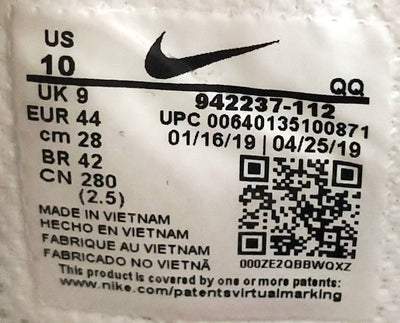 US
10
QQ
UK 9
942237-112
EUR 44
UPC 00640135100871
cm 28
01/16/19 | 04/25/19
BR 42
CN 280
(2.5)
MADE IN VIETNAM
HECHO EN VIETNAM
FABRIQUE AU VIETNAM
FABRICADO NO VIETNÃ
000ZE2QBBWQXZ
This product is covered by one or more patents:
www.nike.com/patentsvirtualmarking